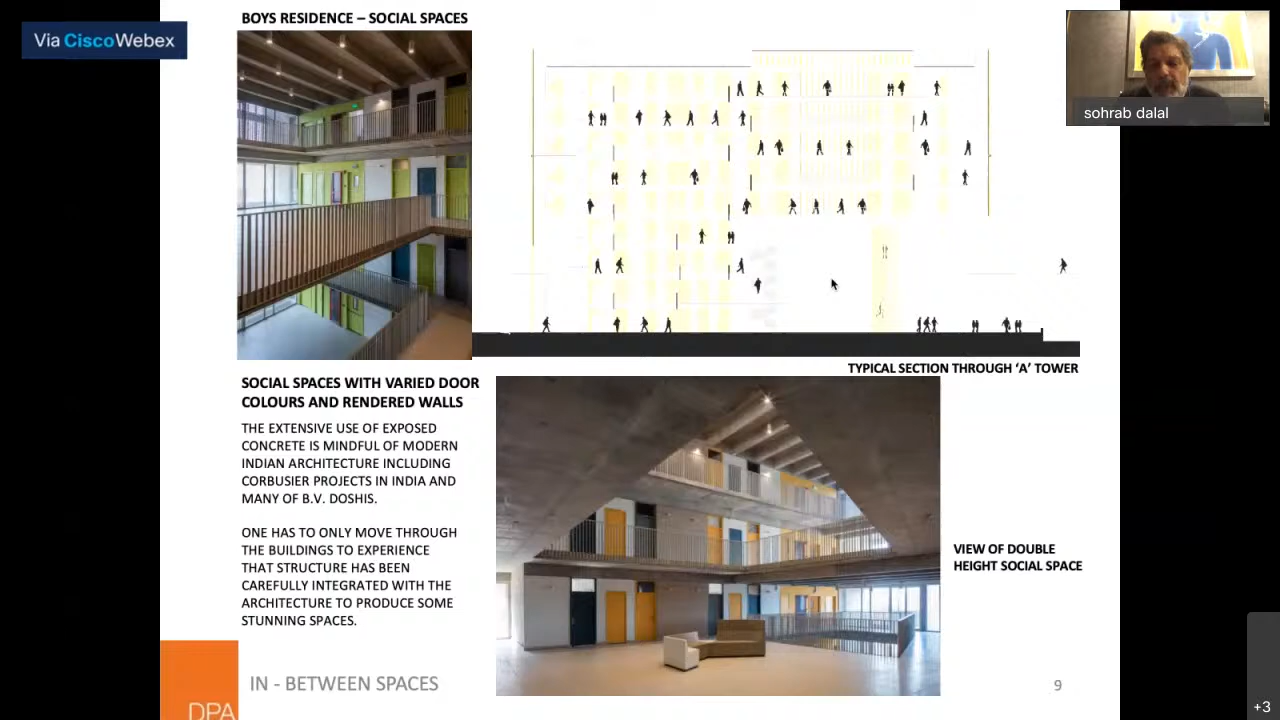 BOYS RESIDENCE – SOCIAL SPACES
Via CiscoWebex
sohrab dalal
TYPICAL SECTION THROUGH ‘A’ TOWER
SOCIAL SPACES WITH VARIED DOOR
COLOURS AND RENDERED WALLS
THE EXTENSIVE USE OF EXPOSED
CONCRETE IS MINDFUL OF MODERN
INDIAN ARCHITECTURE INCLUDING
CORBUSIER PROJECTS IN INDIA AND
MANY OF B.V. DOSHIS.
ONE HAS TO ONLY MOVE THROUGH
THE BUILDINGS TO EXPERIENCE
THAT STRUCTURE HAS BEEN
CAREFULLY INTEGRATED WITH THE
ARCHITECTURE TO PRODUCE SOME
STUNNING SPACES.
VIEW OF DOUBLE
HEIGHT SOCIAL SPACE
IN - BETWEEN SPACES
9
DPA
+3